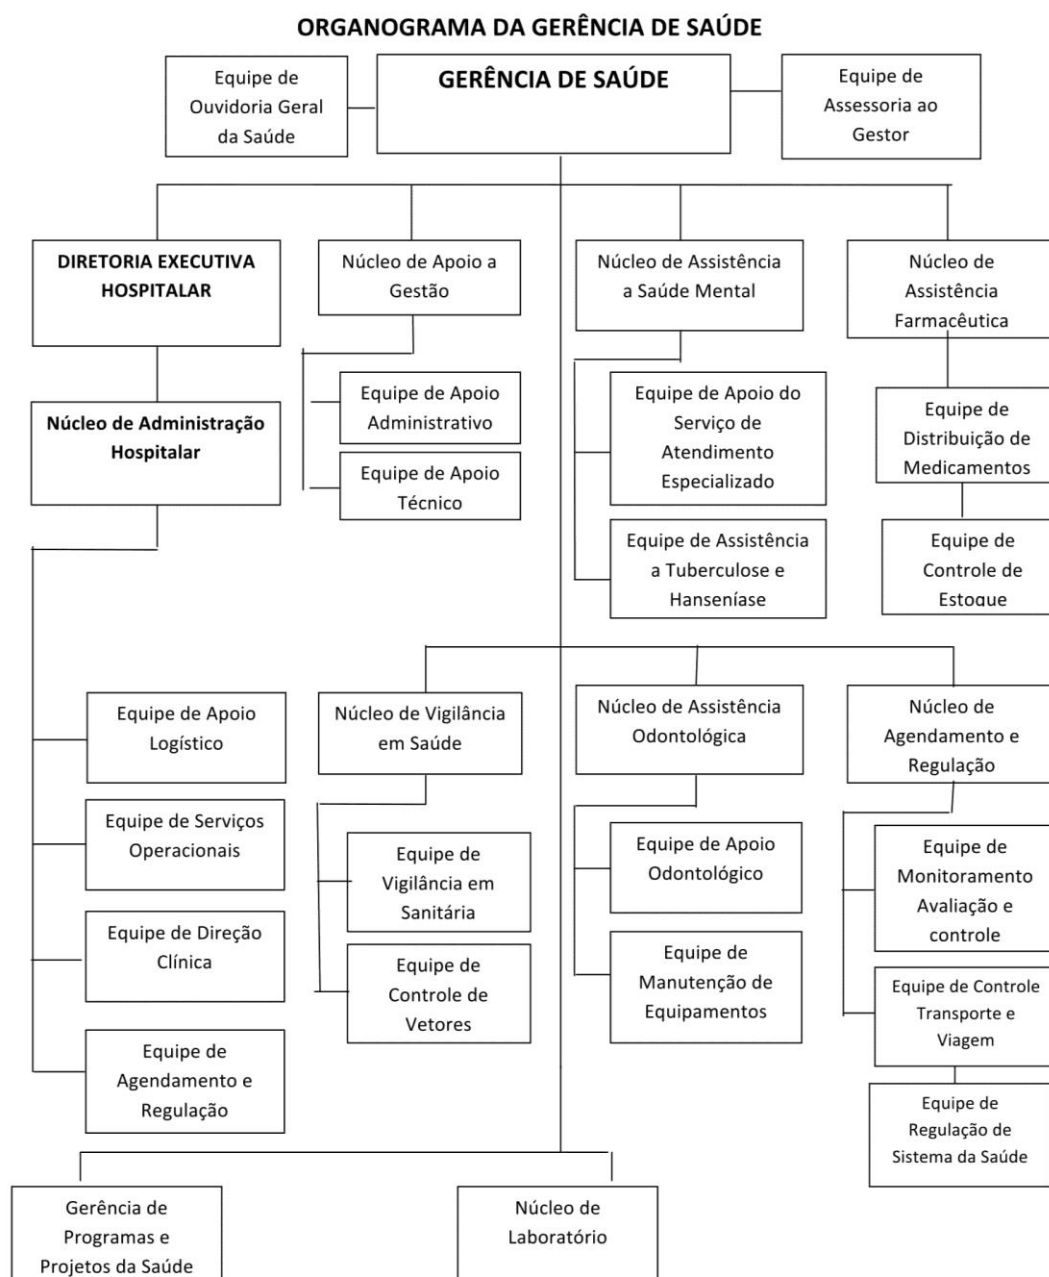 ORGANOGRAMA DA GERÊNCIA DE SAÚDE
Equipe de
Ouvidoria Geral
da Saúde
GERÊNCIA DE SAÚDE
Equipe de
Assessoria ao
Gestor
DIRETORIA EXECUTIVA
HOSPITALAR
Núcleo de Apoio a
Gestão
Núcleo de Assistência
a Saúde Mental
Núcleo de
Assistência
Farmacêutica
Núcleo de Administração
Hospitalar
Equipe de Apoio
Administrativo
Equipe de Apoio
Técnico
Equipe de Apoio do
Serviço de
Atendimento
Especializado
Equipe de Assistência
a Tuberculose e
Hanseníase
Equipe de
Distribuição de
Medicamentos
Equipe de
Controle de
Estoque
Equipe de Apoio
Logístico
Equipe de Serviços
Operacionais
Equipe de Direção
Clínica
Equipe de
Agendamento e
Regulação
Núcleo de Vigilância
em Saúde
Equipe de
Vigilância em
Sanitária
Equipe de
Controle de
Vetores
Núcleo de Assistência
Odontológica
Equipe de Apoio
Odontológico
Equipe de
Manutenção de
Equipamentos
Núcleo de
Agendamento e
Regulação
Equipe de
Monitoramento
Avaliação e
controle
Equipe de Controle
Transporte e
Viagem
Equipe de
Regulação de
Sistema da Saúde
Gerência de
Programas e
Projetos da Saúde
Núcleo de
Laboratório